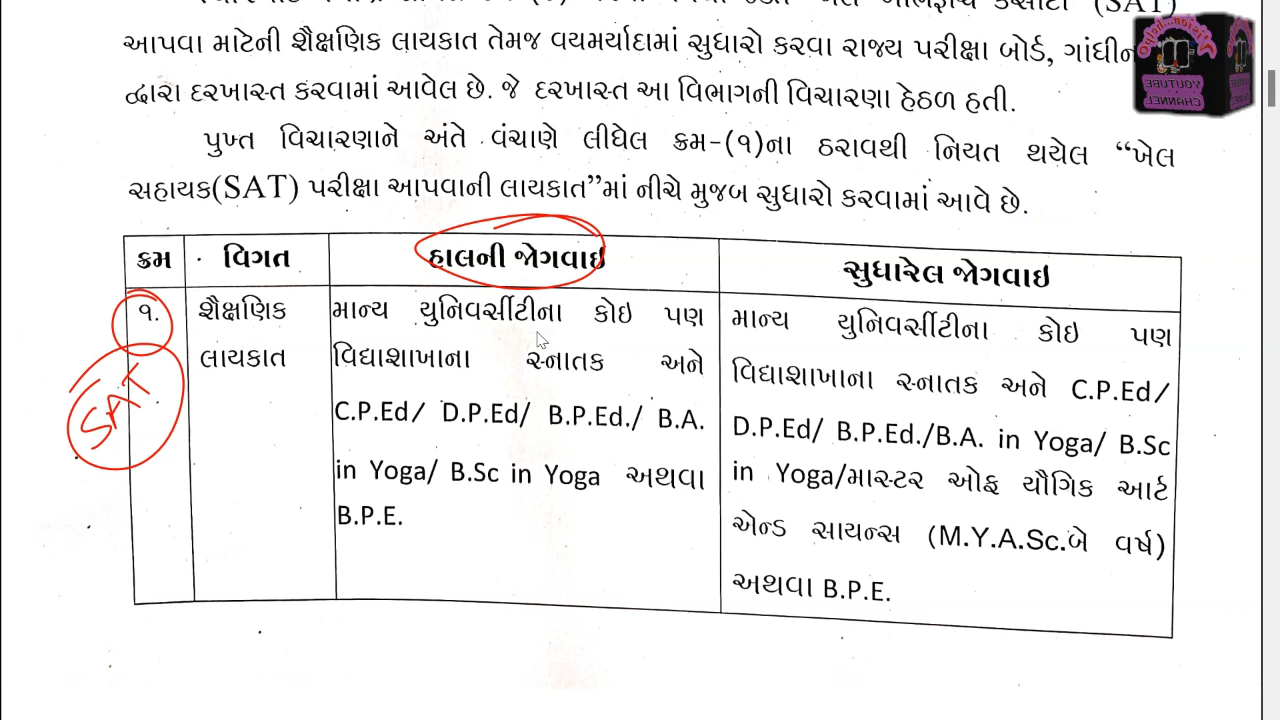 (SAT)
આપવા માટેની શૈક્ષણિક લાયકાત તેમજ વયમર્યાદામાં સુધારો કરવા રાજ્ય પરીક્ષા બોર્ડ,
દ્વારા દરખાસ્ત કરવામાં આવેલ છે. જે દરખાસ્ત આ વિભાગની વિચારણા હેઠળ હતી.
પુખ્ત વિચારણાને અંતે વંચાણે લીધેલ ક્રમ-(૧)ના ઠરાવથી નિયત થયેલ “ખેલ
સહાયક(SAT) પરીક્ષા આપવાની લાયકાત”માં નીચે મુજબ સુધારો કરવામાં આવે છે.
ક્રમ વિગત હાલની જોગવાઇ સુધારેલ જોગવાઇ
૧. શૈક્ષણિક લાયકાત
માન્ય યુનિવર્સીટીના કોઇ પણ
વિદ્યાશાખાના સ્નાતક અને
C.P.Ed/ D.P.Ed/ B.P.Ed./ B.A.
in Yoga/ B.Sc in Yoga અથવા
B.P.E.
માન્ય યુનિવર્સીટીના કોઇ પણ
વિદ્યાશાખાના સ્નાતક અને C.P.Ed/
D.P.Ed/ B.P.Ed./B.A. in Yoga/ B.Sc
in Yoga/માસ્ટર ઓફ યૌગિક આર્ટ
એન્ડ સાયન્સ (M.Y.A.Sc.બે વર્ષ)
અથવા B.P.E.
SAT
YOUTUBE
CHANNEL